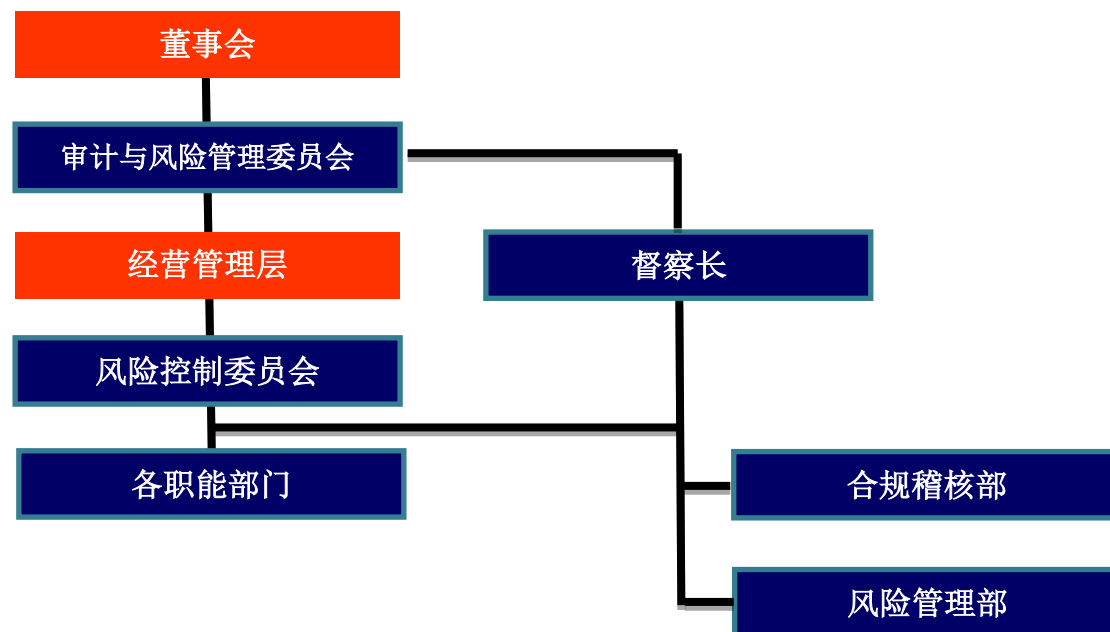 董事会
审计与风险管理委员会
经营管理层
督察长
风险控制委员会
各职能部门
合规稽核部
风险管理部